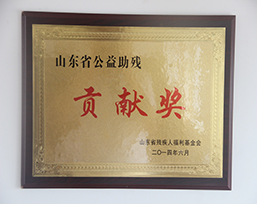 山东省公益助残
贡献奖
山东省残疾人福利基金会
二〇一四年六月